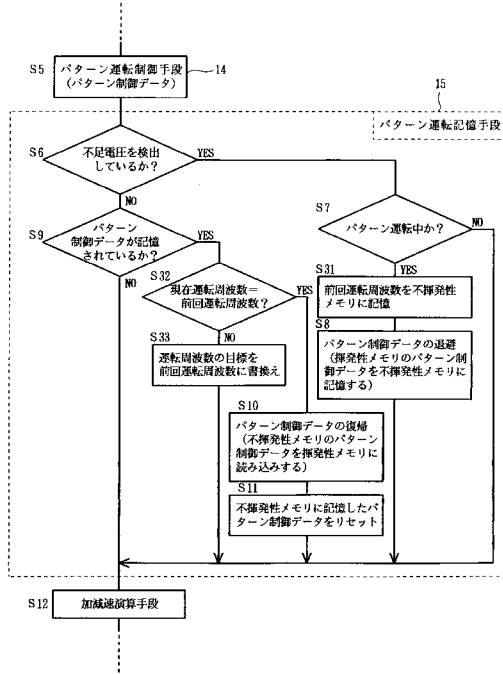 S5
パターン運転制御手段
(パターン制御データ)
14
15
パターン運転記憶手段
S6
不足電圧を検出
しているか?
YES
NO
S7
パターン運転中か?
NO
YES
S9
パターン
制御データが記憶
されているか?
YES
NO
S32
現在運転周波数=
前回運転周波数?
YES
NO
S31
前回運転周波数を不揮発性
メモリに記憶
S33
運転周波数の目標を
前回運転周波数に書換え
S8
パターン制御データの退避
(揮発性メモリのパターン制
御データを不揮発性メモリに
記憶する)
S10
パターン制御データの復帰
(不揮発性メモリのパターン
制御データを揮発性メモリに
読み込みする)
S11
不揮発性メモリに記憶したパ
ターン制御データをリセット
S12
加減速演算手段